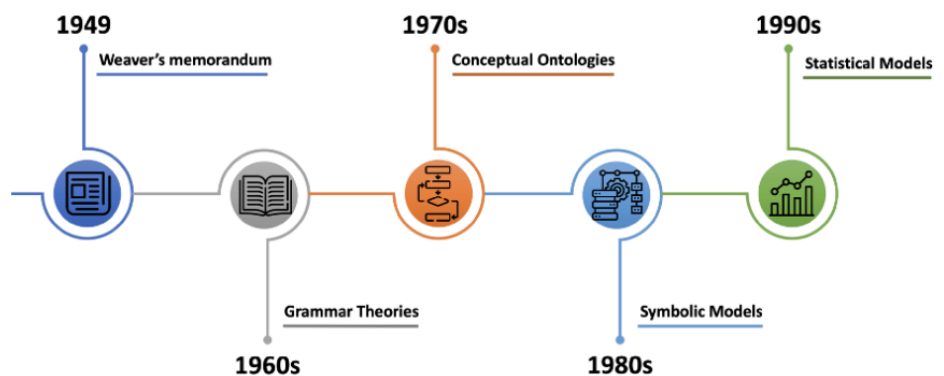 1949
Weaver's memorandum
1970s
Conceptual Ontologies
1990s
Statistical Models
Grammar Theories
1960s
Symbolic Models
1980s